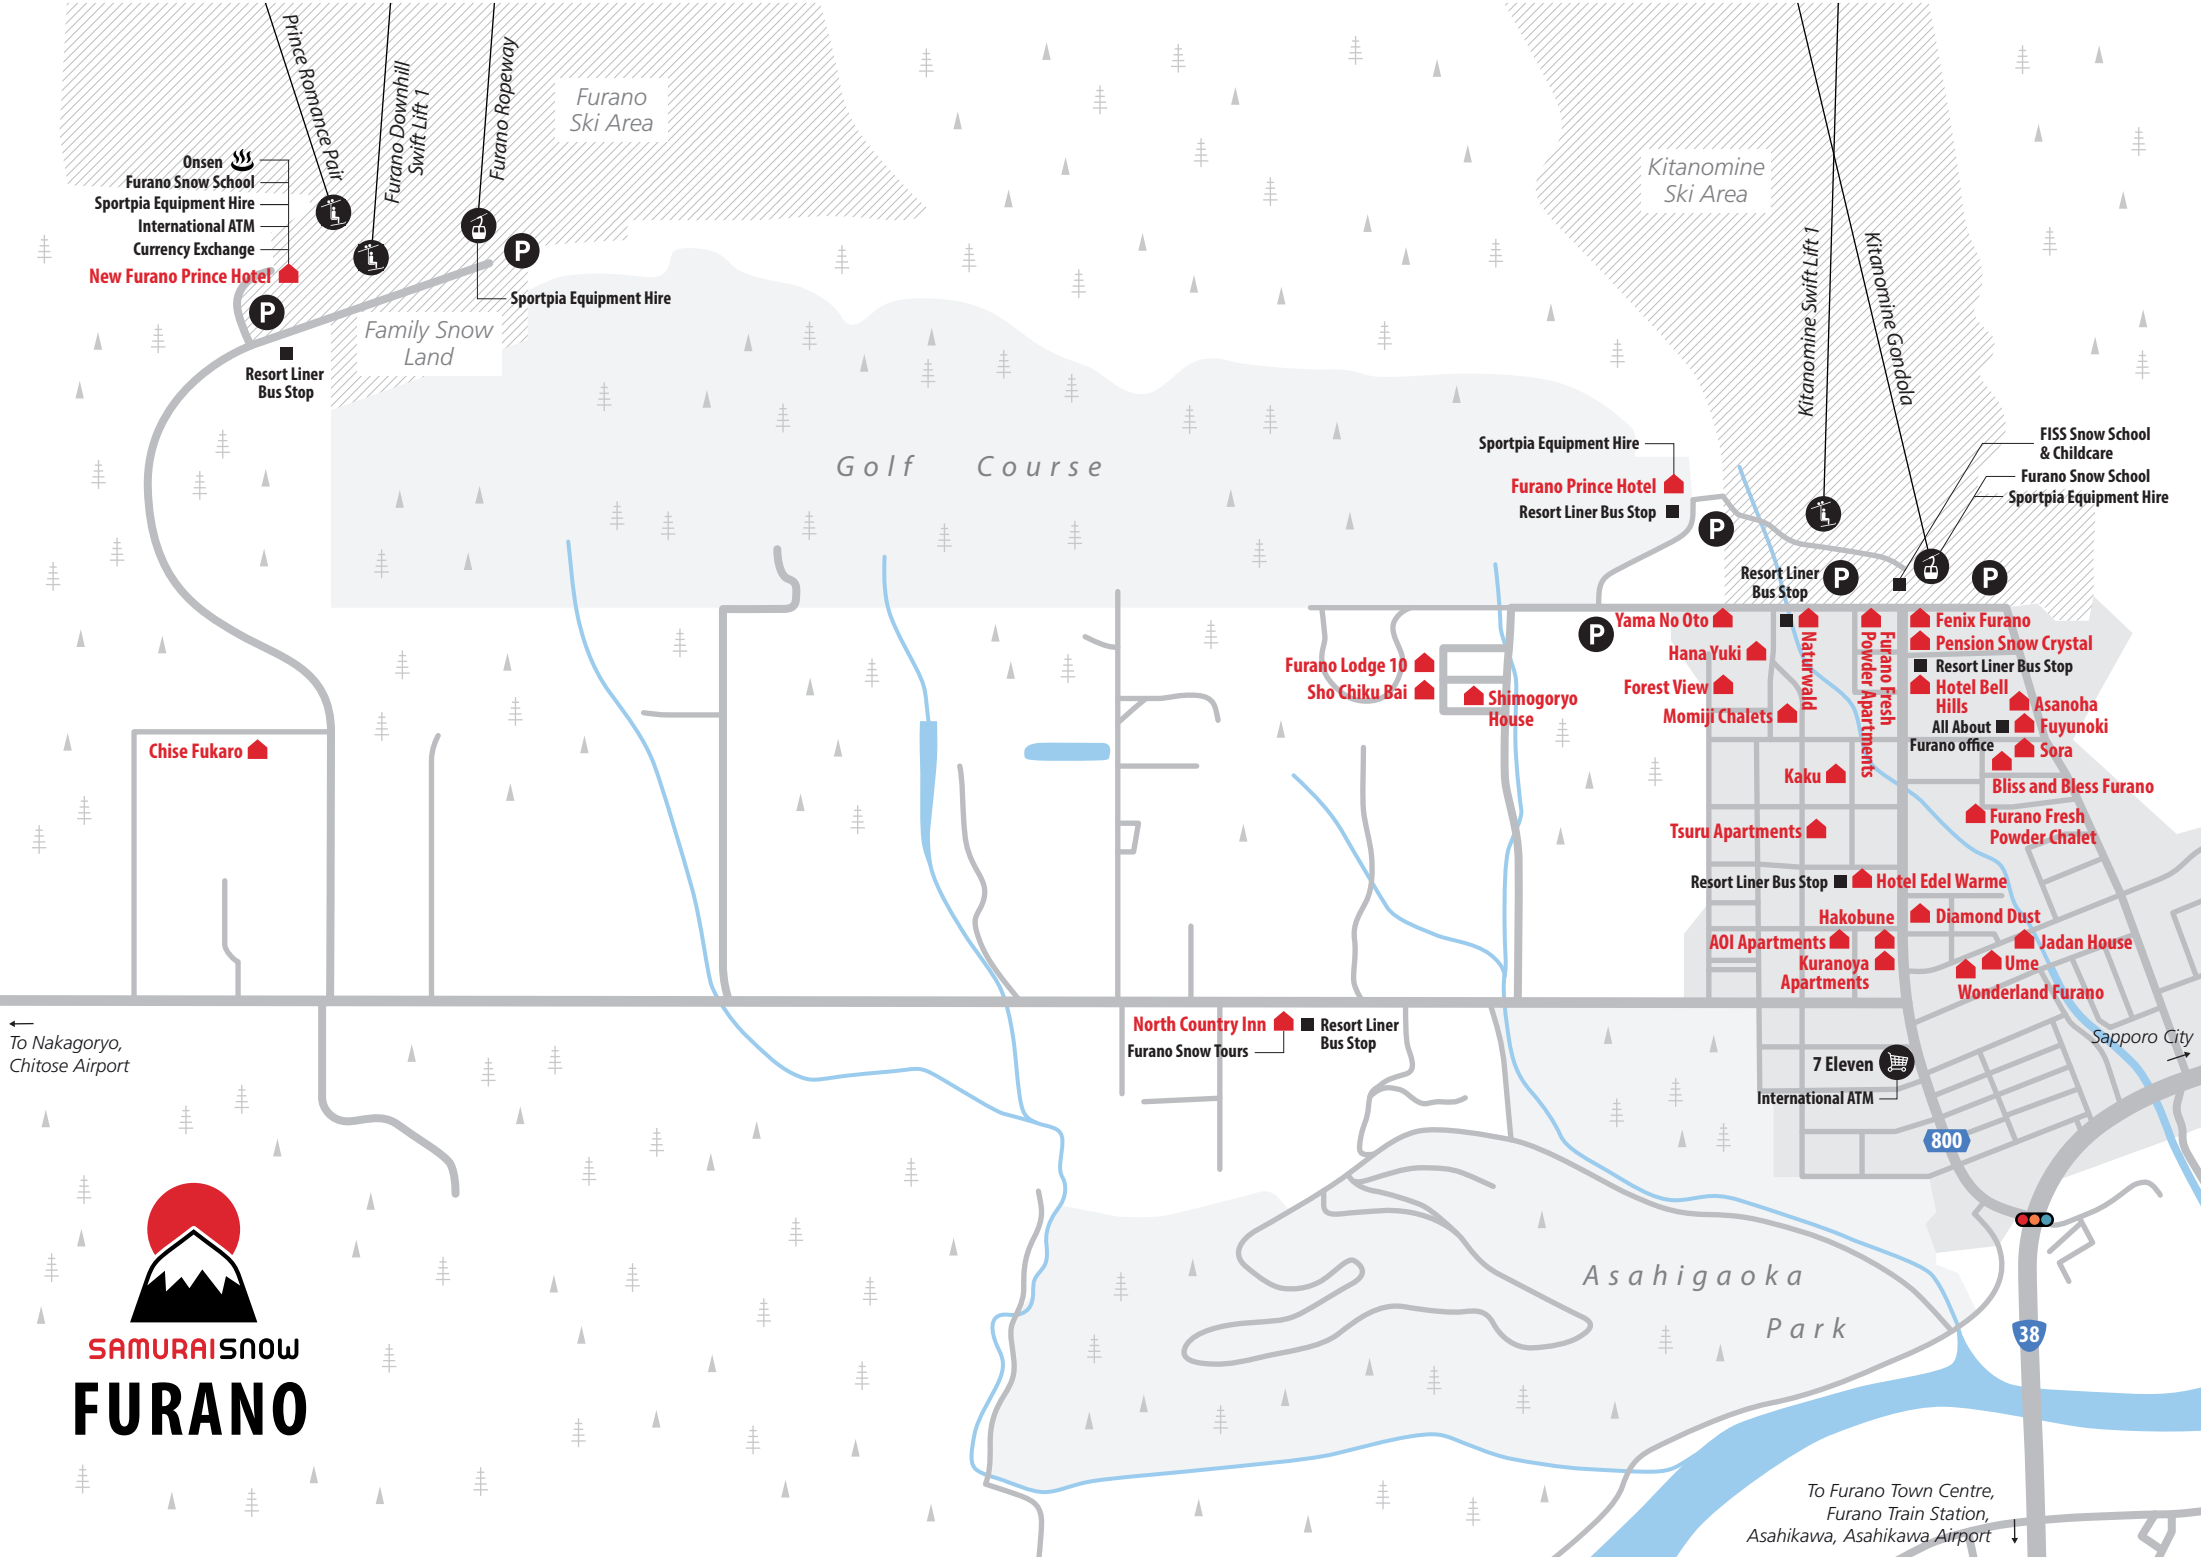 Prince Romance Pair
Furano Downhill
Swift Lift 1
Furano Ropeway
Furano
Ski Area
Onsen
Furano Snow School
Sportpia Equipment Hire
International ATM
Currency Exchange
New Furano Prince Hotel
P
P
Sportpia Equipment Hire
Family Snow
Land
Resort Liner
Bus Stop
Kitanomine
Ski Area
Kitanomine Swift Lift 1
Kitanomine Gondola
Golf Course
Sportpia Equipment Hire
Furano Prince Hotel
Resort Liner Bus Stop
P
FISS Snow School
& Childcare
Furano Snow School
Sportpia Equipment Hire
Resort Liner
Bus Stop
P
P
P
Yama No Oto
Hana Yuki
Forest View
Momiji Chalets
Naturwald
Furano Fresh
Powder Apartments
Fenix Furano
Pension Snow Crystal
Resort Liner Bus Stop
Hotel Bell
Hills
Asanoha
All About
Furano office
Fuyunoki
Sora
Bliss and Bless Furano
Furano Lodge 10
Sho Chiku Bai
Shimogoryo
House
Chise Fukaro
Kaku
Tsuru Apartments
Furano Fresh
Powder Chalet
Resort Liner Bus Stop
Hotel Edel Warme
Hakobune
Diamond Dust
AOI Apartments
Jadan House
Kuranoya
Apartments
Ume
Wonderland Furano
To Nakagoryo,
Chitose Airport
North Country Inn
Resort Liner
Bus Stop
Furano Snow Tours
Sapporo City
7 Eleven
International ATM
800
Asahigaoka
Park
38
SAMURAISNOW
FURANO
To Furano Town Centre,
Furano Train Station,
Asahikawa, Asahikawa Airport